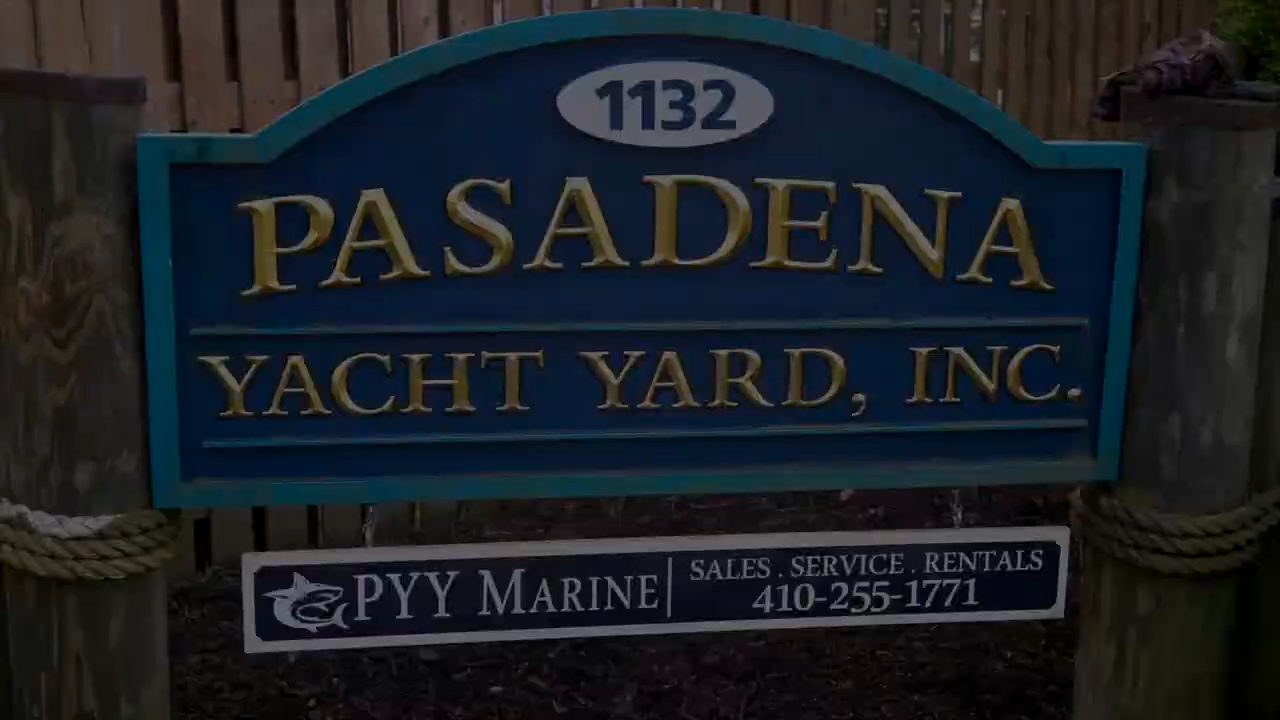 1132
PASADENA
YACHT YARD, INC.
PYY MARINE
SALES . SERVICE . RENTALS
410-255-1771